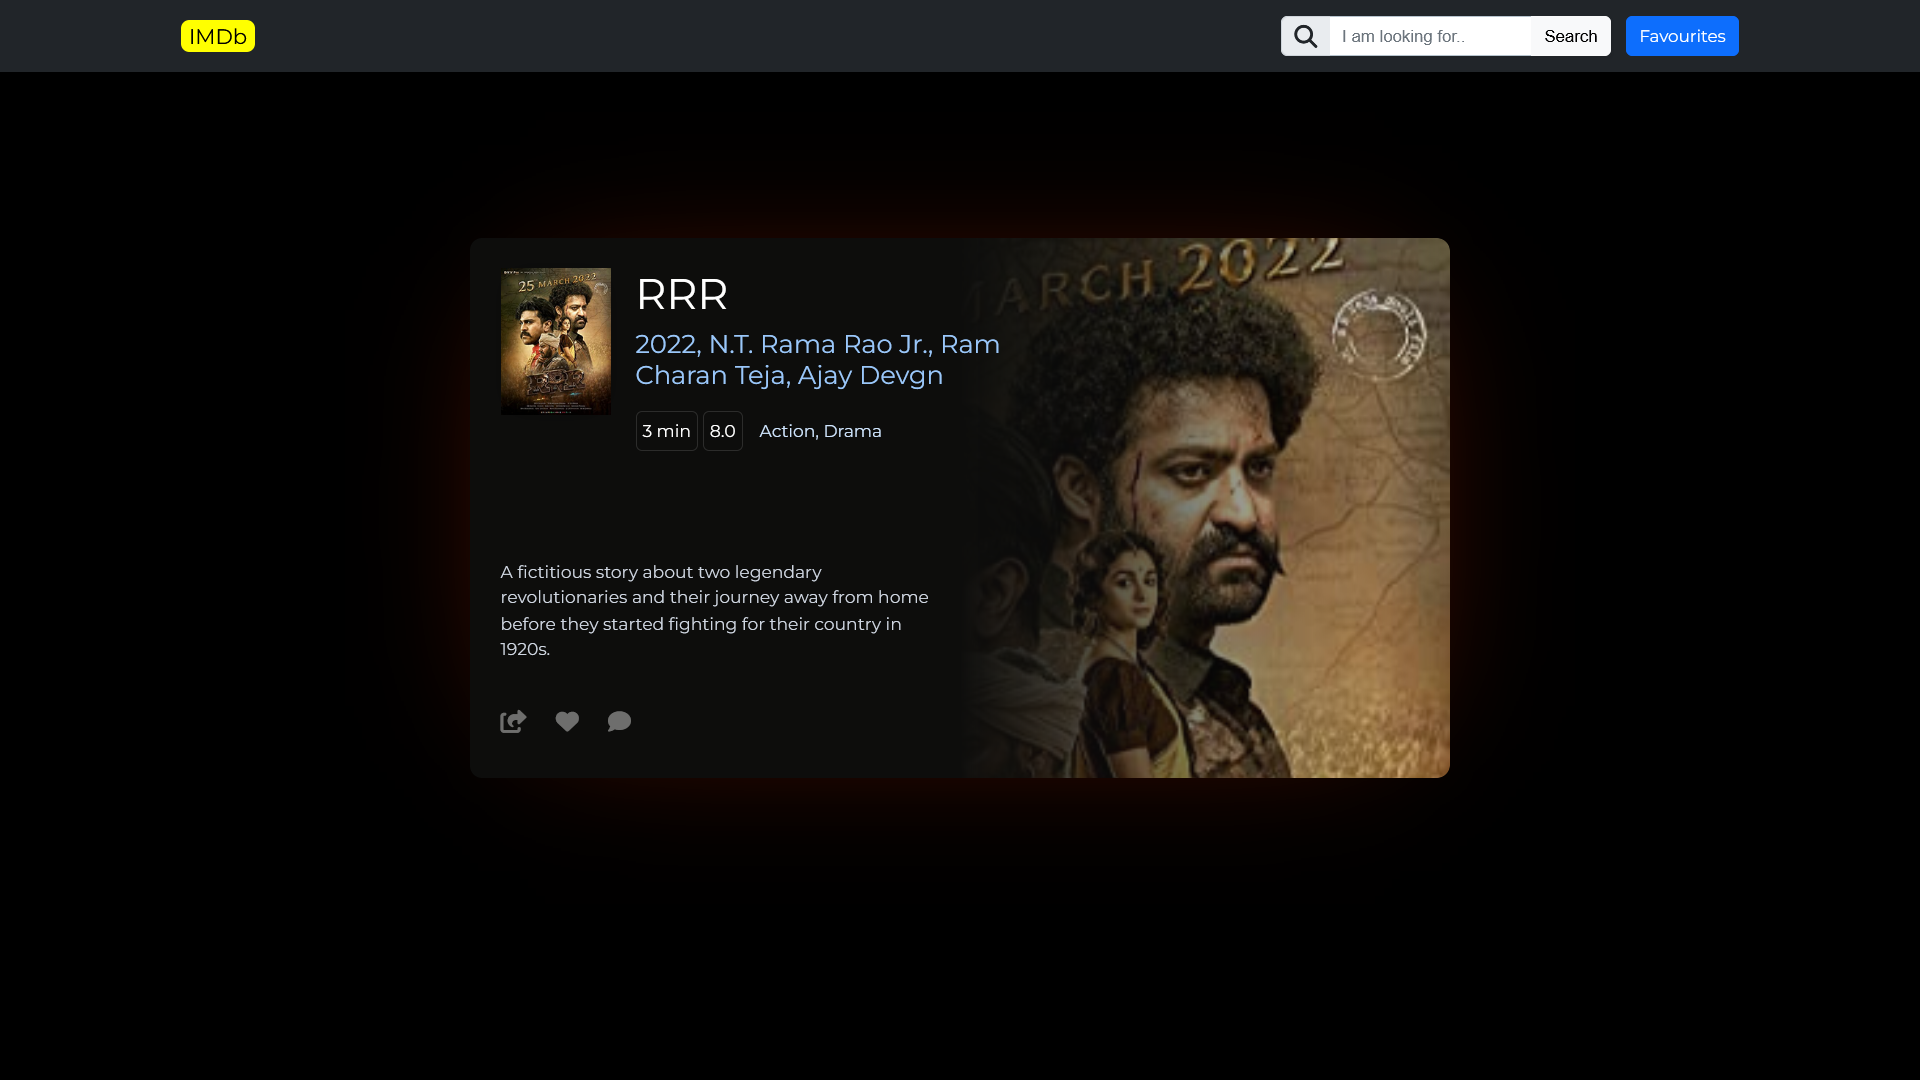 IMDb
I am looking for..
Search
Favourites
25 MARCH 2022
RRR
2022, N.T. Rama Rao Jr., Ram
Charan Teja, Ajay Devgn
3 min
8.0
Action, Drama
A fictitious story about two legendary
revolutionaries and their journey away from home
before they started fighting for their country in
1920s.
ARCH 2022